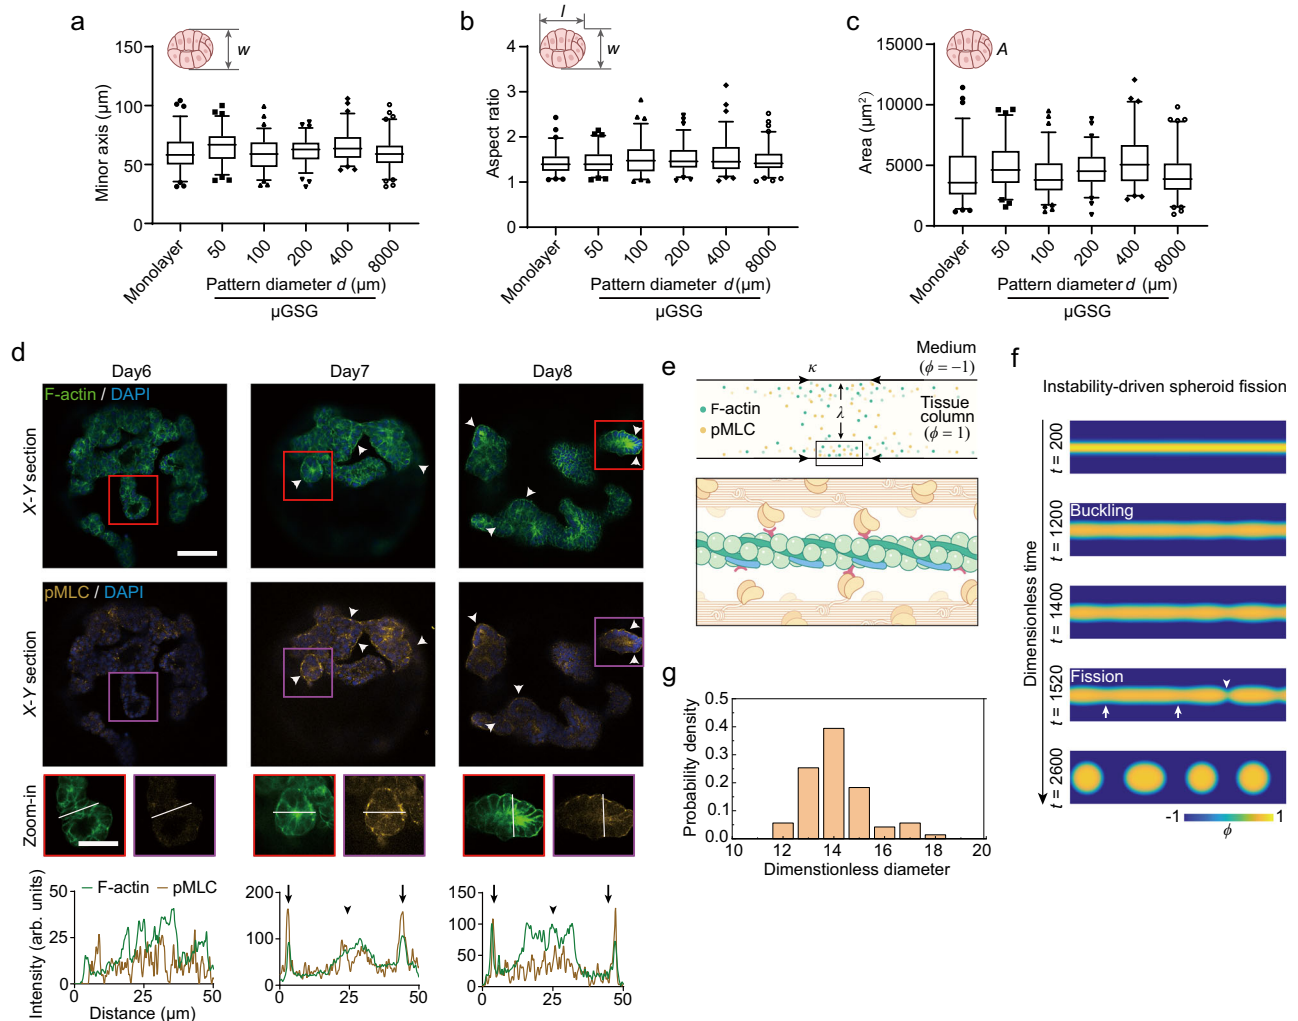 a
w
Minor axis (µm)
150
100
50
0
Monolayer
50
100
200
400
8000
Pattern diameter d (µm)
µGSG
b
l
w
Aspect ratio
4
3
2
1
0
Monolayer
50
100
200
400
8000
Pattern diameter d (µm)
µGSG
c
A
Area (µm²)
15000
10000
5000
0
Monolayer
50
100
200
400
8000
Pattern diameter d (µm)
µGSG
d
Day6
Day7
Day8
F-actin / DAPI
X-Y section
pMLC / DAPI
X-Y section
Zoom-in
Intensity (arb. units)
50
25
0
F-actin
pMLC
0
25
50
Distance (µm)
200
100
0
0
25
50
150
100
50
0
0
25
50
e
κ
Medium
(ϕ = −1)
F-actin
pMLC
λ
Tissue
column
(ϕ = 1)
f
Instability-driven spheroid fission
Dimensionless time
t = 200
t = 1200
Buckling
t = 1400
t = 1520
Fission
t = 2600
-1
1
ϕ
g
Probability density
0.5
0.4
0.3
0.2
0.1
0.0
10
12
14
16
18
20
Dimenstionless diameter